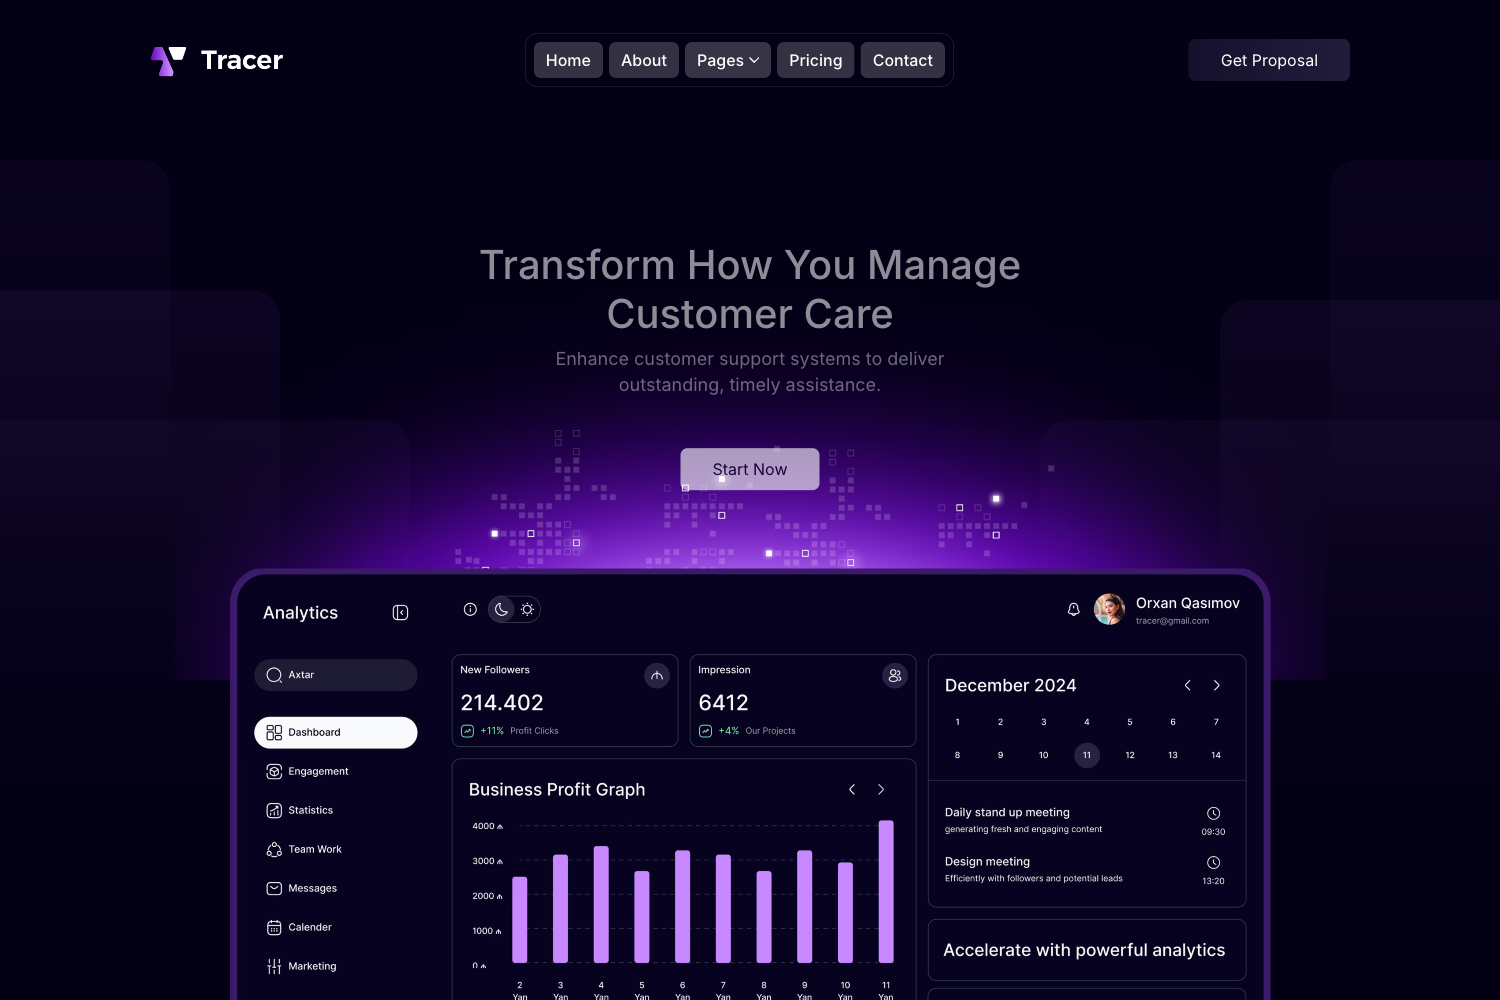 Tracer
Home
About
Pages
Pricing
Contact
Get Proposal
Transform How You Manage
Customer Care
Enhance customer support systems to deliver
outstanding, timely assistance.
Start Now
Analytics
Orxan Qasımov
tracer@gmail.com
Axtar
Dashboard
Engagement
Statistics
Team Work
Messages
Calender
Marketing
New Followers
214.402
+11% Profit Clicks
Impression
6412
+4% Our Projects
Business Profit Graph
4000 ₼
3000 ₼
2000 ₼
1000 ₼
0 ₼
2 3 4 5 6 7 8 9 10 11
Yan Yan Yan Yan Yan Yan Yan Yan Yan Yan
December 2024
1 2 3 4 5 6 7
8 9 10 11 12 13 14
Daily stand up meeting
generating fresh and engaging content
09:30
Design meeting
Efficiently with followers and potential leads
13:20
Accelerate with powerful analytics